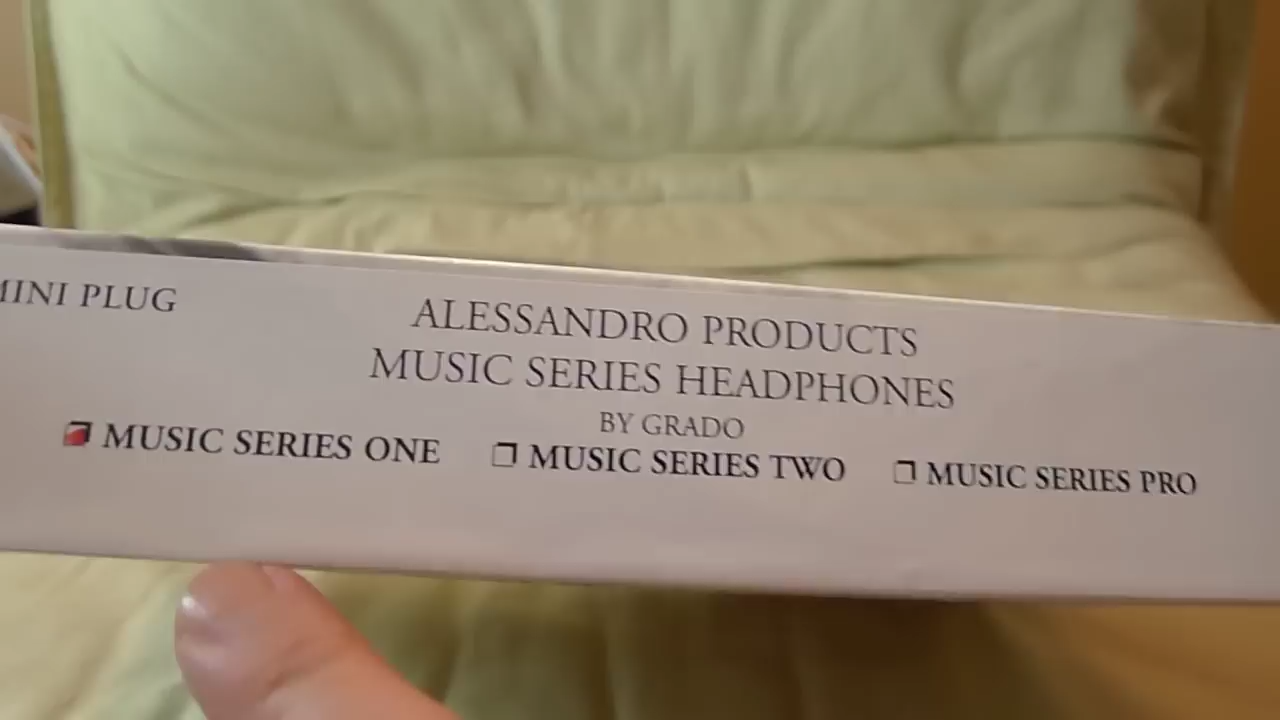 MINI PLUG
ALESSANDRO PRODUCTS
MUSIC SERIES HEADPHONES
BY GRADO
MUSIC SERIES ONE MUSIC SERIES TWO MUSIC SERIES PRO